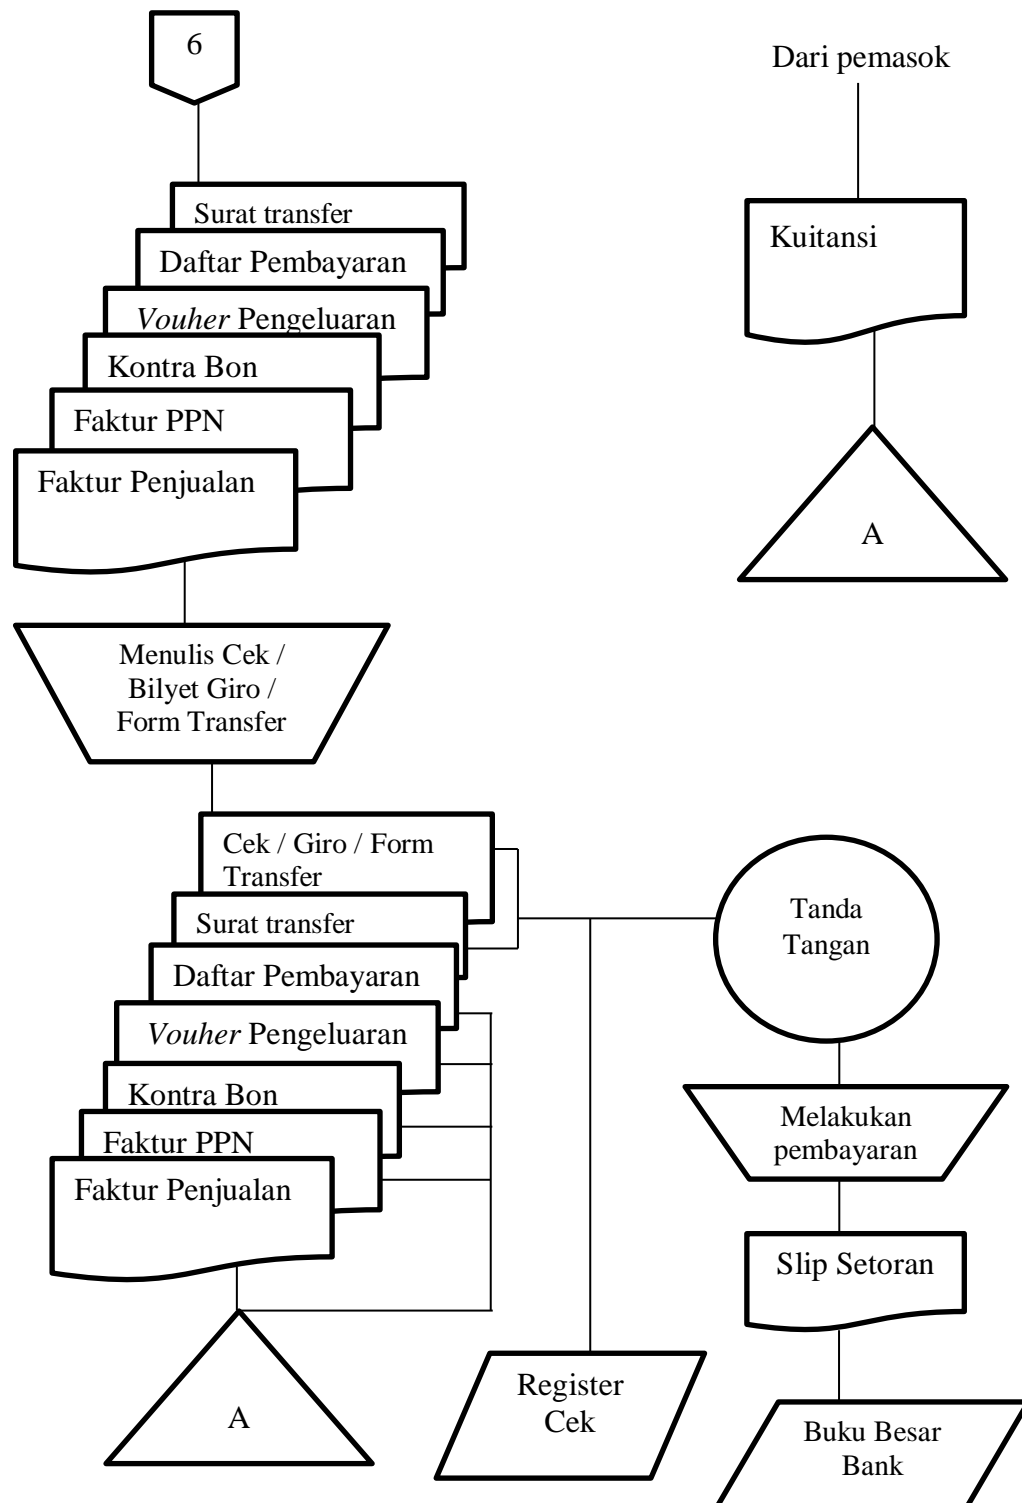 6
Surat transfer
Daftar Pembayaran
Vouher Pengeluaran
Kontra Bon
Faktur PPN
Faktur Penjualan
Menulis Cek /
Bilyet Giro /
Form Transfer
Cek / Giro / Form
Transfer
Surat transfer
Daftar Pembayaran
Vouher Pengeluaran
Kontra Bon
Faktur PPN
Faktur Penjualan
A
Register
Cek
Dari pemasok
Kuitansi
A
Tanda
Tangan
Melakukan
pembayaran
Slip Setoran
Buku Besar
Bank